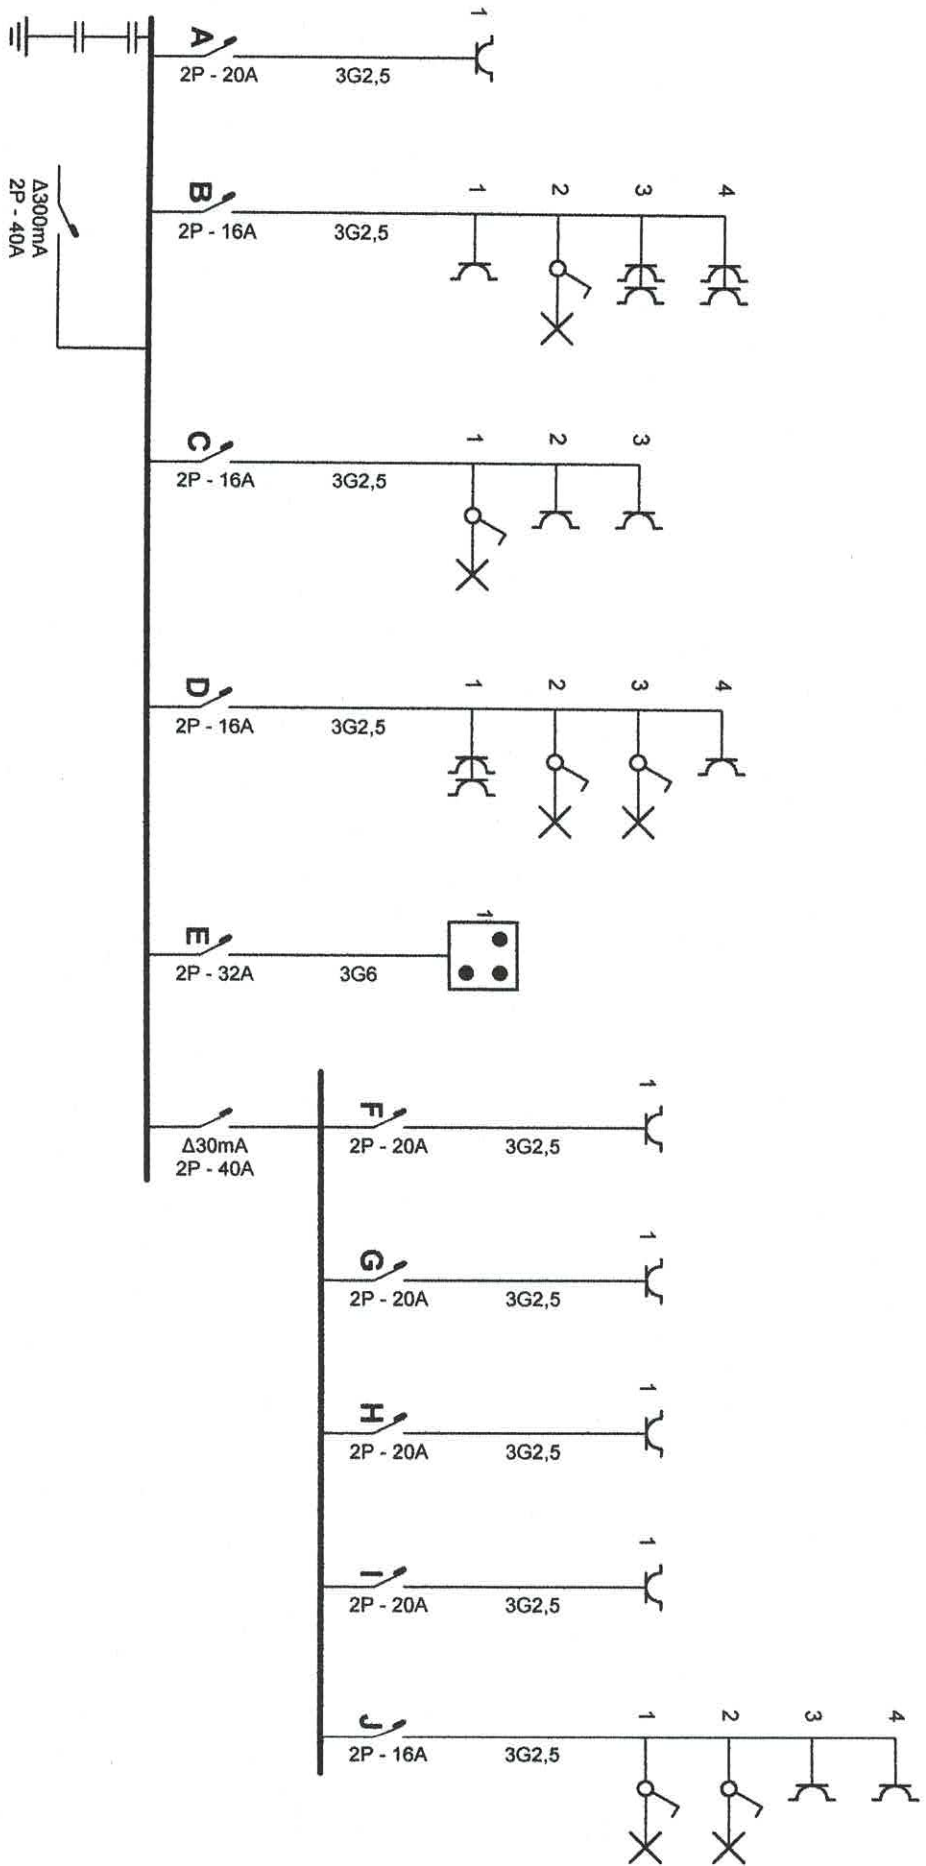 1
A
2P - 20A
3G2,5
Δ300mA
2P - 40A
1
2
3
4
B
2P - 16A
3G2,5
1
2
3
C
2P - 16A
3G2,5
1
2
3
4
D
2P - 16A
3G2,5
1
E
2P - 32A
3G6
Δ30mA
2P - 40A
1
F
2P - 20A
3G2,5
1
G
2P - 20A
3G2,5
1
H
2P - 20A
3G2,5
1
I
2P - 20A
3G2,5
1
2
3
4
J
2P - 16A
3G2,5